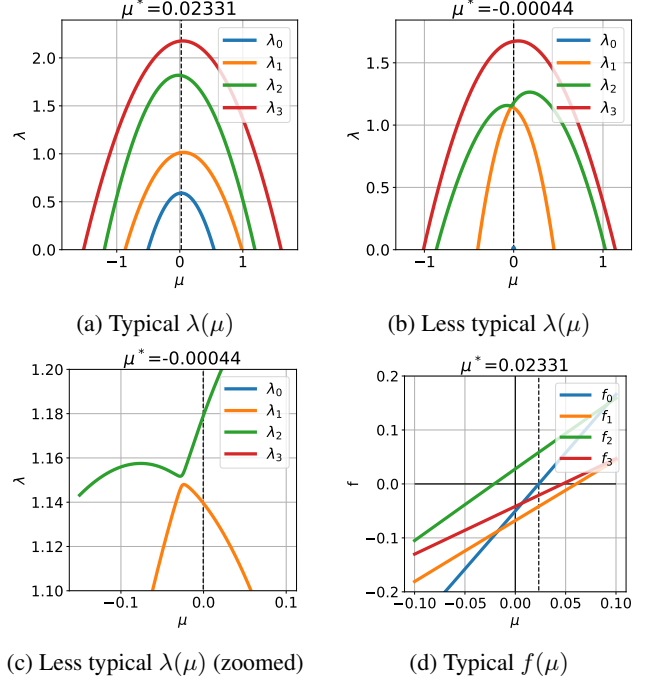 μ*=0.02331
2.0
1.5
1.0
0.5
0.0
λ
−1
0
1
μ
λ0
λ1
λ2
λ3
(a) Typical λ(μ)
μ*=-0.00044
1.5
1.0
0.5
0.0
λ
−1
0
1
μ
λ0
λ1
λ2
λ3
(b) Less typical λ(μ)
μ*=-0.00044
1.20
1.18
1.16
1.14
1.12
1.10
λ
−0.1
0.0
0.1
μ
λ0
λ1
λ2
λ3
(c) Less typical λ(μ) (zoomed)
μ*=0.02331
0.2
0.1
0.0
−0.1
−0.2
f
−0.10
−0.05
0.00
0.05
0.10
μ
f0
f1
f2
f3
(d) Typical f(μ)